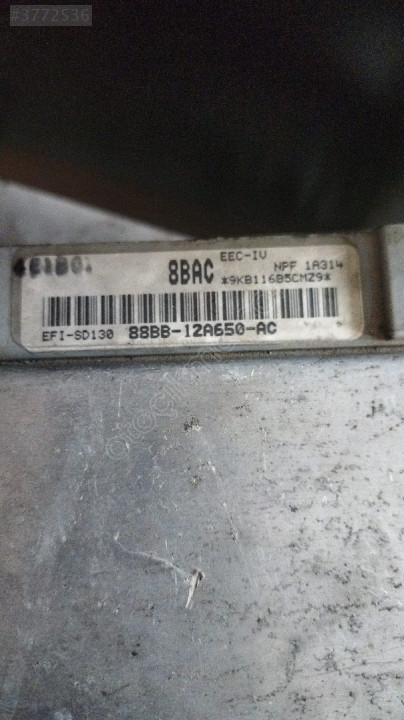 #3772536
8BAC
EEC-IV
NPF 1A314
*9KB116B5CMZ9*
EFI-SD130 88BB-12A650-AC